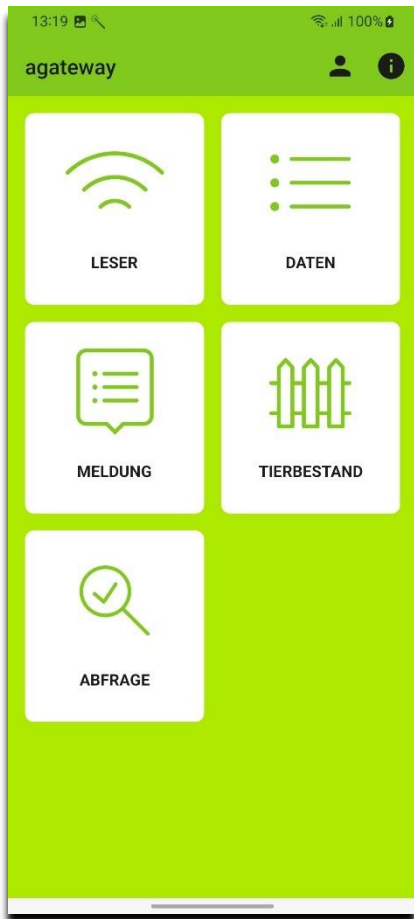 13:19 100%
agateway
LESER DATEN
MELDUNG TIERBESTAND
ABFRAGE